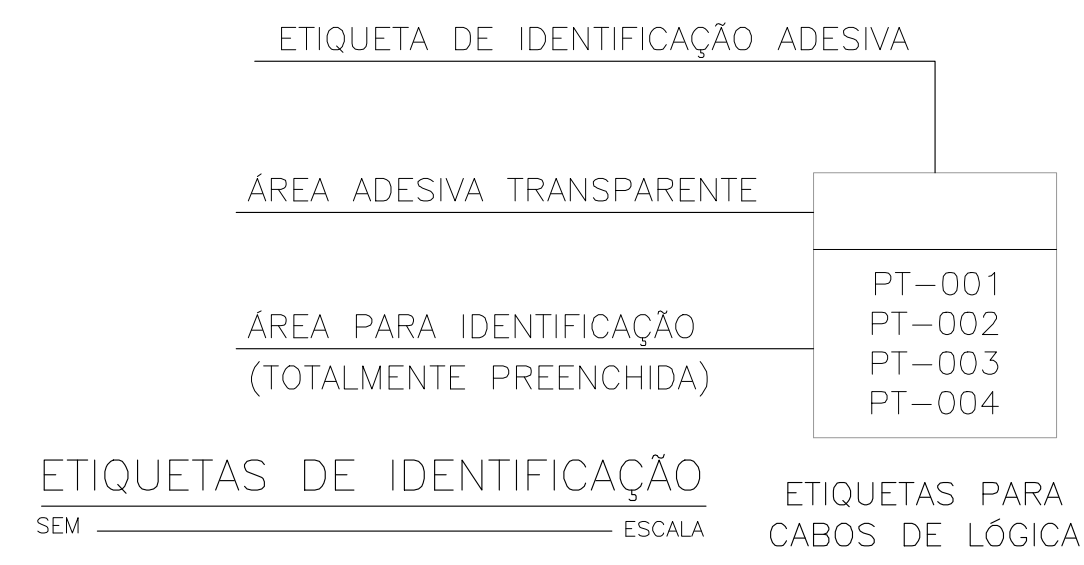 ETIQUETA DE IDENTIFICAÇÃO ADESIVA
ÁREA ADESIVA TRANSPARENTE
PT-001
PT-002
PT-003
PT-004
ÁREA PARA IDENTIFICAÇÃO
(TOTALMENTE PREENCHIDA)
ETIQUETAS DE IDENTIFICAÇÃO
SEM ESCALA
ETIQUETAS PARA
CABOS DE LÓGICA